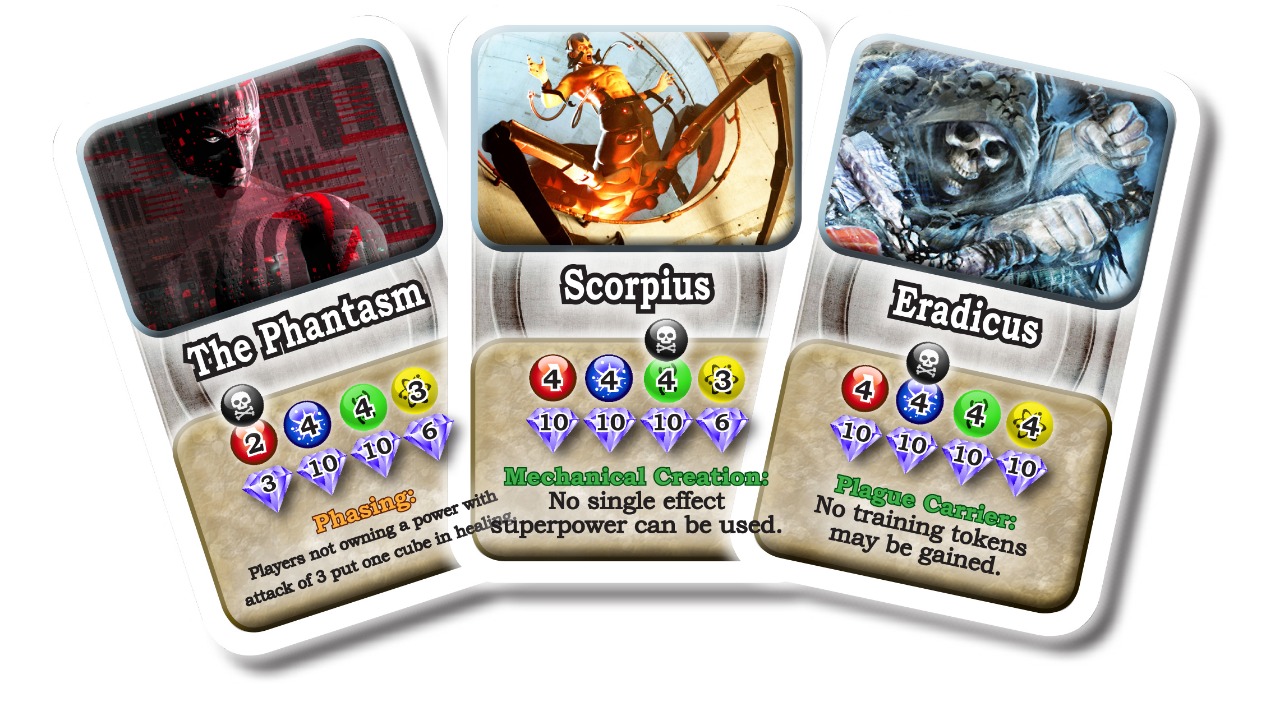 The Phantasm
2 4 4 3
3 10 10 6
Phasing:
Players not owning a power with
attack of 3 put one cube in healing.
Scorpius
4 4 4 3
10 10 10 6
Mechanical Creation:
No single effect
superpower can be used.
Eradicus
4 4 4 4
10 10 10 10
Plague Carrier:
No training tokens
may be gained.